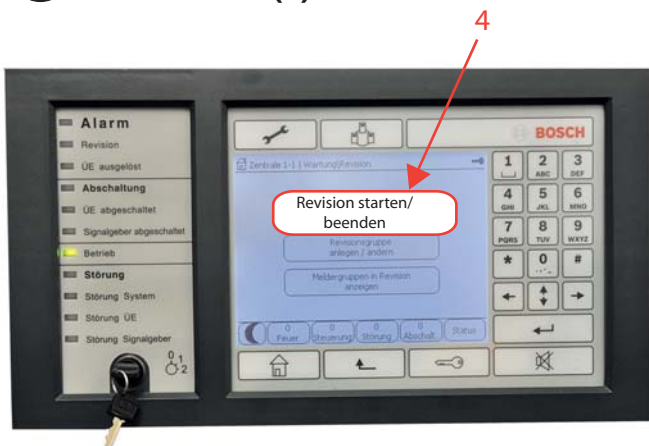 4
Alarm
Revision
ÜE ausgelöst
Abschaltung
ÜE abgeschaltet
Signalgeber abgeschaltet
Betrieb
Störung
Störung System
Störung ÜE
Störung Signalgeber
0 1
2
BOSCH
Zentrale 1-1 | Wartung\Revision
Revision starten/
beenden
Revisionsgruppe
anlegen / ändern
Meldergruppen in Revision
anzeigen
0 Feuer
0 Steuerung
0 Störung
0 Abschalt.
Status
1 2 ABC 3 DEF
4 GHI 5 JKL 6 MNO
7 PQRS 8 TUV 9 WXYZ
* 0 #